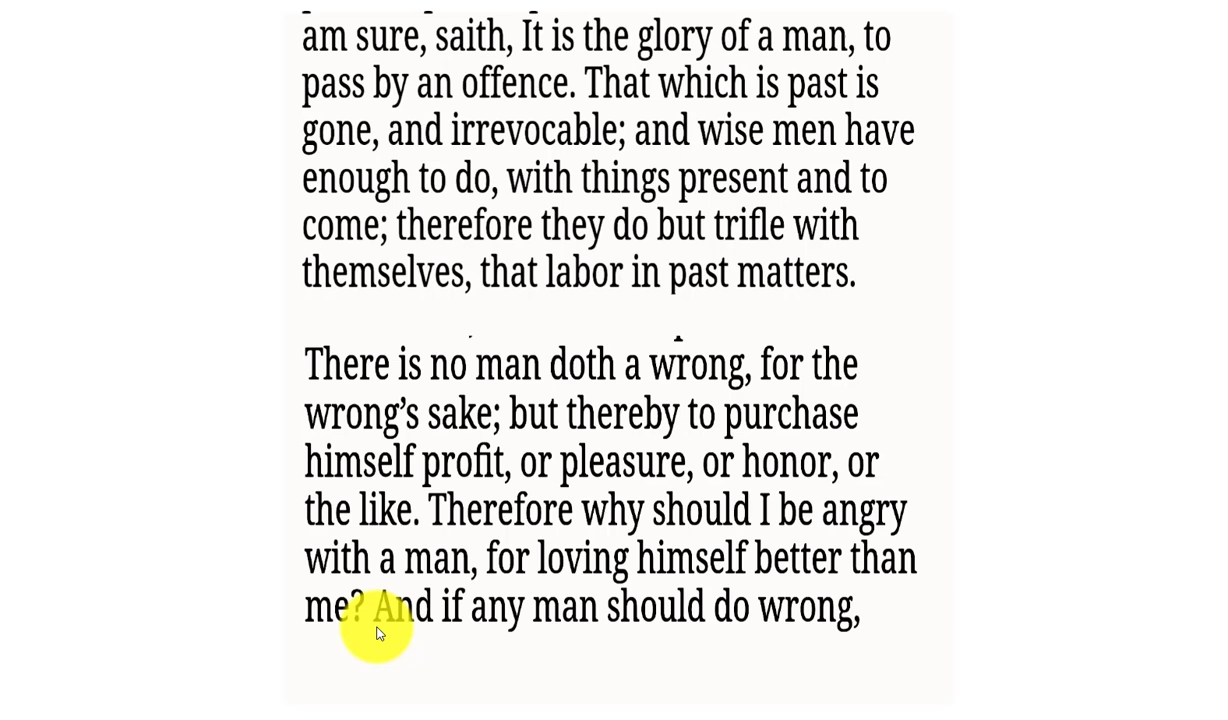 am sure, saith, It is the glory of a man, to
pass by an offence. That which is past is
gone, and irrevocable; and wise men have
enough to do, with things present and to
come; therefore they do but trifle with
themselves, that labor in past matters.
There is no man doth a wrong, for the
wrong’s sake; but thereby to purchase
himself profit, or pleasure, or honor, or
the like. Therefore why should I be angry
with a man, for loving himself better than
me? And if any man should do wrong,